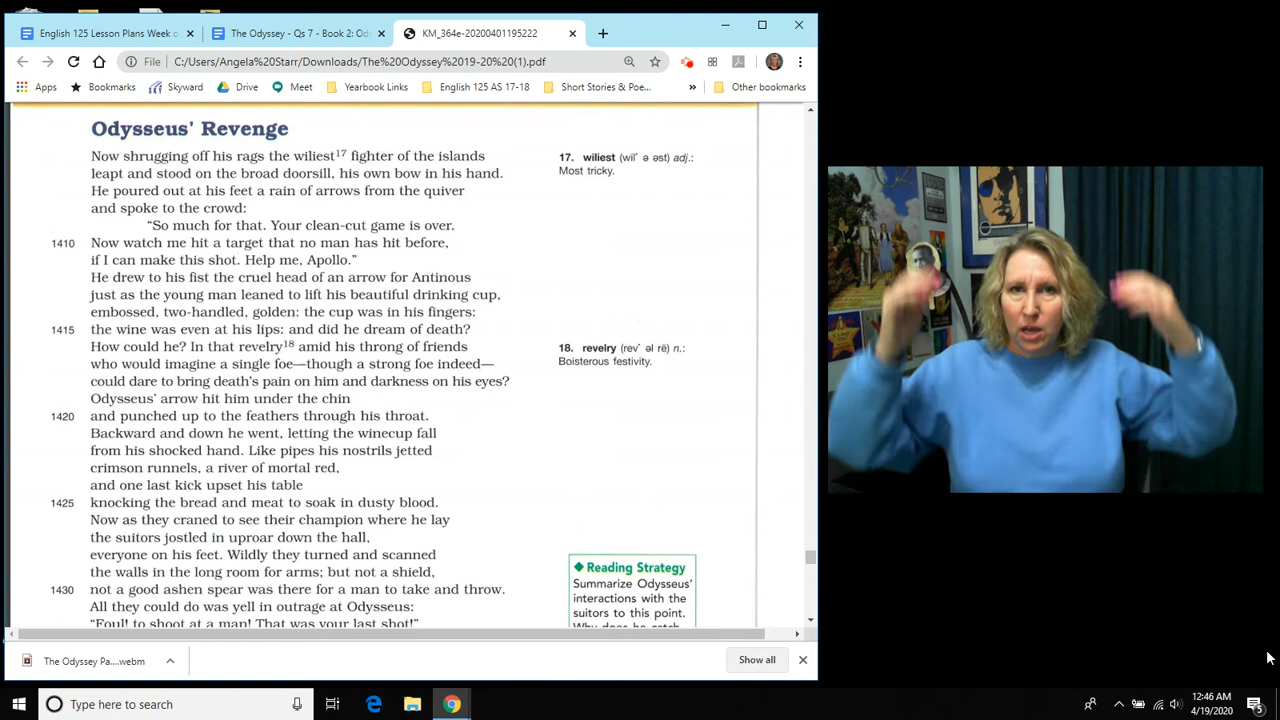 English 125 Lesson Plans Week o
The Odyssey - Qs 7 - Book 2: Od
KM_364e-20200401195222
File
C:/Users/Angela%20Starr/Downloads/The%20Odyssey%2019-20%20(1).pdf
Apps
Bookmarks
Skyward
Drive
Meet
Yearbook Links
English 125 AS 17-18
Short Stories & Poe...
»
Other bookmarks
Odysseus' Revenge
Now shrugging off his rags the wiliest17 fighter of the islands
leapt and stood on the broad doorsill, his own bow in his hand.
He poured out at his feet a rain of arrows from the quiver
and spoke to the crowd:
"So much for that. Your clean-cut game is over.
1410 Now watch me hit a target that no man has hit before,
if I can make this shot. Help me, Apollo."
He drew to his fist the cruel head of an arrow for Antinous
just as the young man leaned to lift his beautiful drinking cup,
embossed, two-handled, golden: the cup was in his fingers:
1415 the wine was even at his lips: and did he dream of death?
How could he? In that revelry18 amid his throng of friends
who would imagine a single foe—though a strong foe indeed—
could dare to bring death's pain on him and darkness on his eyes?
Odysseus' arrow hit him under the chin
1420 and punched up to the feathers through his throat.
Backward and down he went, letting the winecup fall
from his shocked hand. Like pipes his nostrils jetted
crimson runnels, a river of mortal red,
and one last kick upset his table
1425 knocking the bread and meat to soak in dusty blood.
Now as they craned to see their champion where he lay
the suitors jostled in uproar down the hall,
everyone on his feet. Wildly they turned and scanned
the walls in the long room for arms; but not a shield,
1430 not a good ashen spear was there for a man to take and throw.
All they could do was yell in outrage at Odysseus:
"Foul! to shoot at a man! That was your last shot!"
17. wiliest (wil´ ə əst) adj.:
Most tricky.
18. revelry (rev´ əl rē) n.:
Boisterous festivity.
Reading Strategy
Summarize Odysseus'
interactions with the
suitors to this point.
Why does he catch
The Odyssey Pa....webm
Show all
Type here to search
12:46 AM
4/19/2020
5